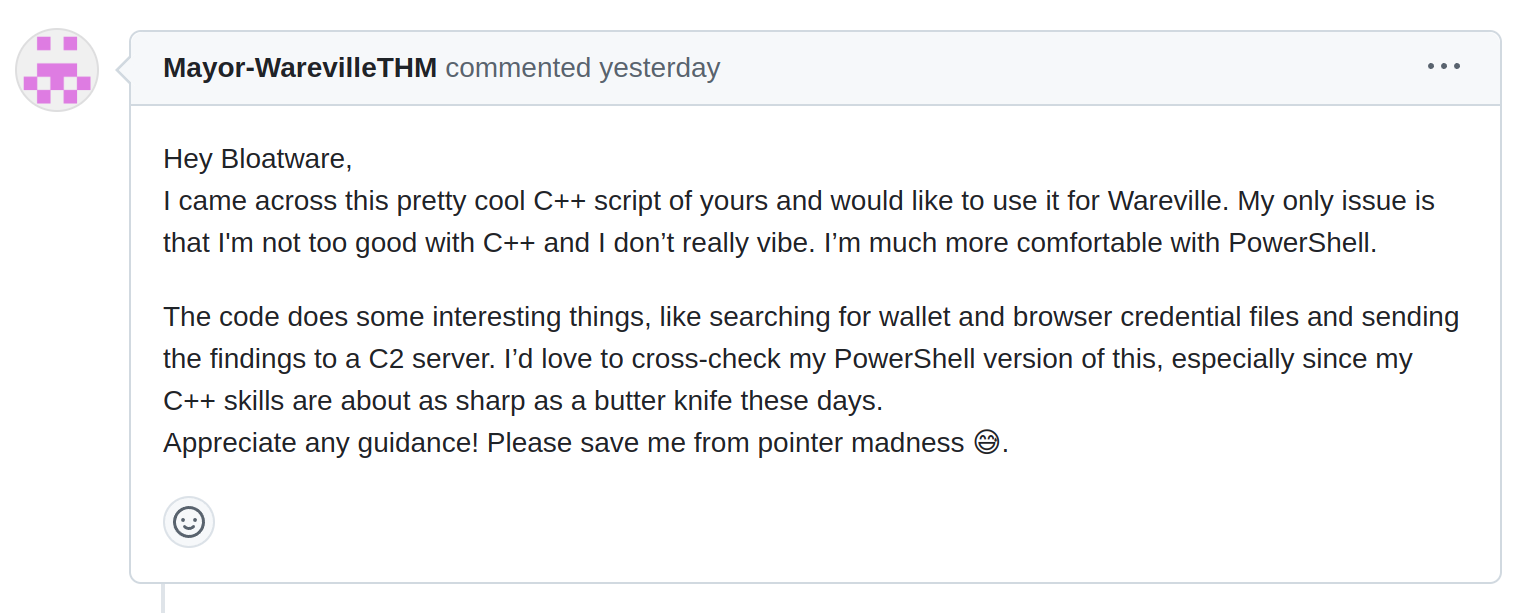 Mayor-WarevilleTHM commented yesterday
Hey Bloatware,
I came across this pretty cool C++ script of yours and would like to use it for Wareville. My only issue is
that I'm not too good with C++ and I don’t really vibe. I’m much more comfortable with PowerShell.
The code does some interesting things, like searching for wallet and browser credential files and sending
the findings to a C2 server. I’d love to cross-check my PowerShell version of this, especially since my
C++ skills are about as sharp as a butter knife these days.
Appreciate any guidance! Please save me from pointer madness 😅.